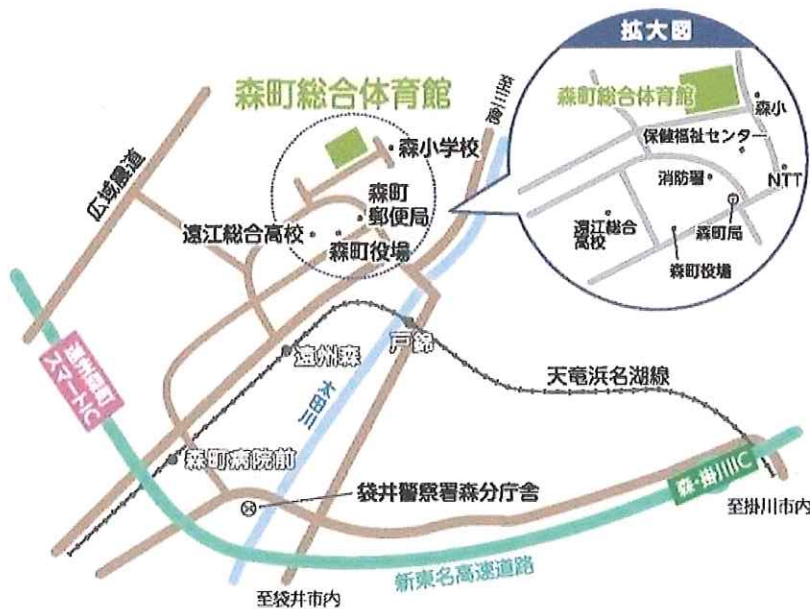 拡大図
森町総合体育館
森小
保健福祉センター
消防署
NTT
遠江総合
高校
森町局
森町役場
森町総合体育館
至三倉
森小学校
広域農道
森町
郵便局
遠江総合高校
森町役場
戸綿
遠州森町
スマートIC
遠州森
天竜浜名湖線
太田川
森町病院前
袋井警察署森分庁舎
森・掛川IC
至掛川市内
新東名高速道路
至袋井市内